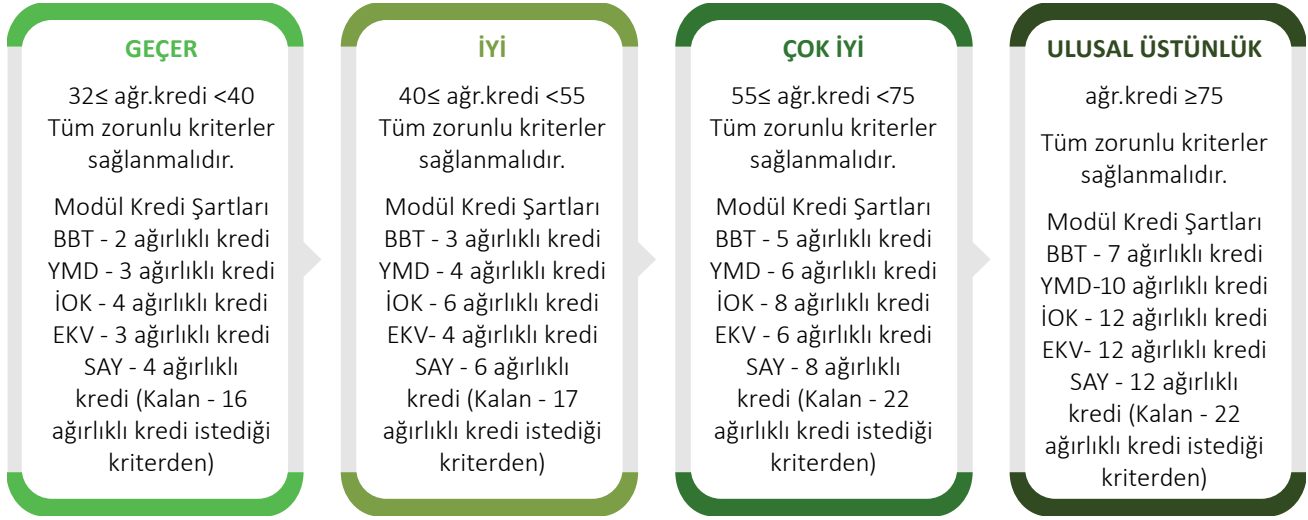 GEÇER
32≤ ağr.kredi <40
Tüm zorunlu kriterler
sağlanmalıdır.
Modül Kredi Şartları
BBT - 2 ağırlıklı kredi
YMD - 3 ağırlıklı kredi
İOK - 4 ağırlıklı kredi
EKV - 3 ağırlıklı kredi
SAY - 4 ağırlıklı
kredi (Kalan - 16
ağırlıklı kredi istediği
kriterden)
İYİ
40≤ ağr.kredi <55
Tüm zorunlu kriterler
sağlanmalıdır.
Modül Kredi Şartları
BBT - 3 ağırlıklı kredi
YMD - 4 ağırlıklı kredi
İOK - 6 ağırlıklı kredi
EKV- 4 ağırlıklı kredi
SAY - 6 ağırlıklı
kredi (Kalan - 17
ağırlıklı kredi istediği
kriterden)
ÇOK İYİ
55≤ ağr.kredi <75
Tüm zorunlu kriterler
sağlanmalıdır.
Modül Kredi Şartları
BBT - 5 ağırlıklı kredi
YMD - 6 ağırlıklı kredi
İOK - 8 ağırlıklı kredi
EKV - 6 ağırlıklı kredi
SAY - 8 ağırlıklı
kredi (Kalan - 22
ağırlıklı kredi istediği
kriterden)
ULUSAL ÜSTÜNLÜK
ağr.kredi ≥75
Tüm zorunlu kriterler
sağlanmalıdır.
Modül Kredi Şartları
BBT - 7 ağırlıklı kredi
YMD-10 ağırlıklı kredi
İOK - 12 ağırlıklı kredi
EKV- 12 ağırlıklı kredi
SAY - 12 ağırlıklı
kredi (Kalan - 22
ağırlıklı kredi istediği
kriterden)